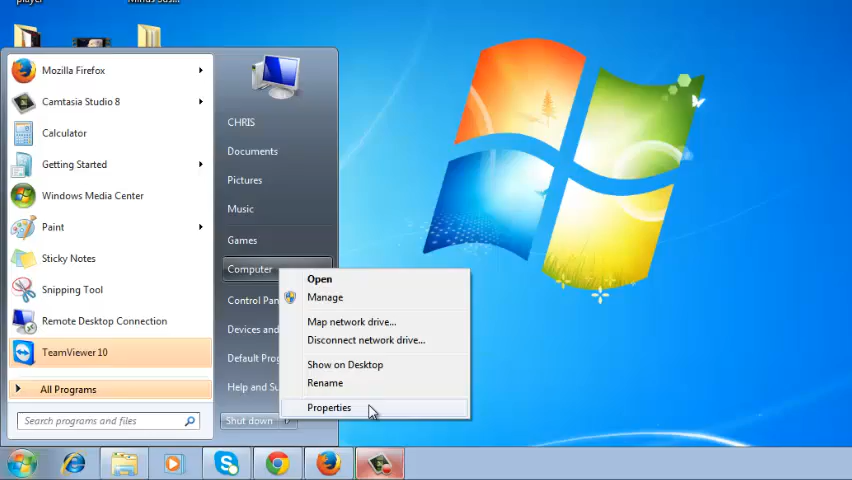 player
Mozilla Firefox
Camtasia Studio 8
Calculator
Getting Started
Windows Media Center
Paint
Sticky Notes
Snipping Tool
Remote Desktop Connection
TeamViewer 10
All Programs
Search programs and files
CHRIS
Documents
Pictures
Music
Games
Computer
Control Pan
Devices and
Default Prog
Help and Su
Shut down
Open
Manage
Map network drive...
Disconnect network drive...
Show on Desktop
Rename
Properties